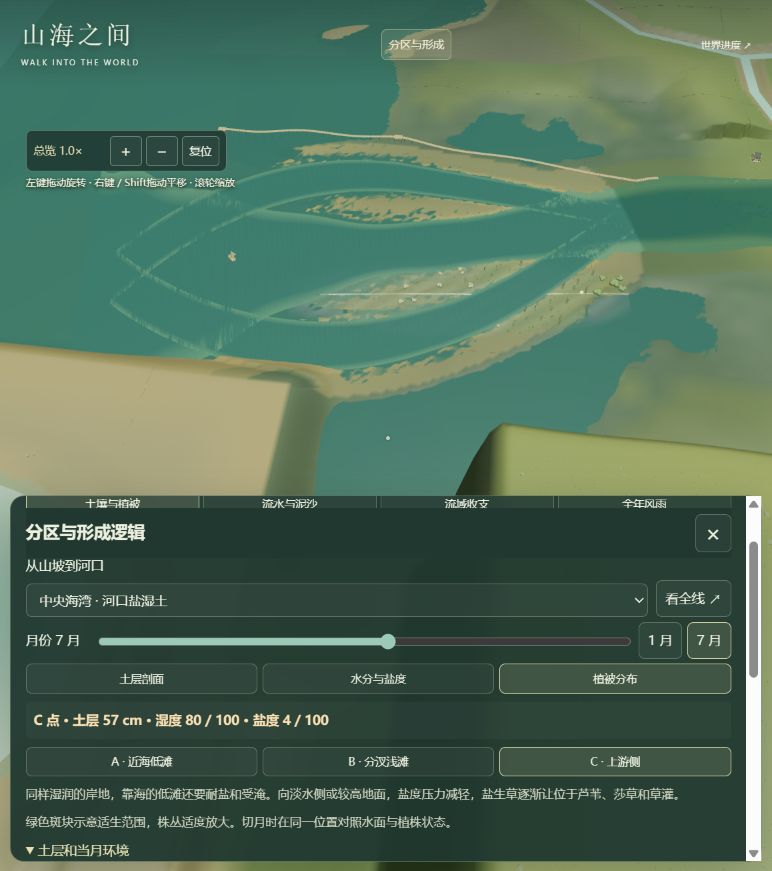 山海之间
WALK INTO THE WORLD
分区与形成
世界进度 ↗
总览 1.0×
+
−
复位
左键拖动旋转 · 右键 / Shift拖动平移 · 滚轮缩放
土壤与植被
流水与泥沙
流域收支
全年风雨
分区与形成逻辑
×
从山坡到河口
中央海湾 · 河口盐湿土
看全线 ↗
月份 7 月
1 月
7 月
土层剖面
水分与盐度
植被分布
C 点 • 土层 57 cm • 湿度 80 / 100 • 盐度 4 / 100
A · 近海低滩
B · 分汊浅滩
C · 上游侧
同样湿润的岸地，靠海的低滩还要耐盐和受淹。向淡水侧或较高地面，盐度压力减轻，盐生草逐渐让位于芦苇、莎草和草灌。
绿色斑块示意适生范围，株丛适度放大。切月时在同一位置对照水面与植株状态。
▼ 土层和当月环境